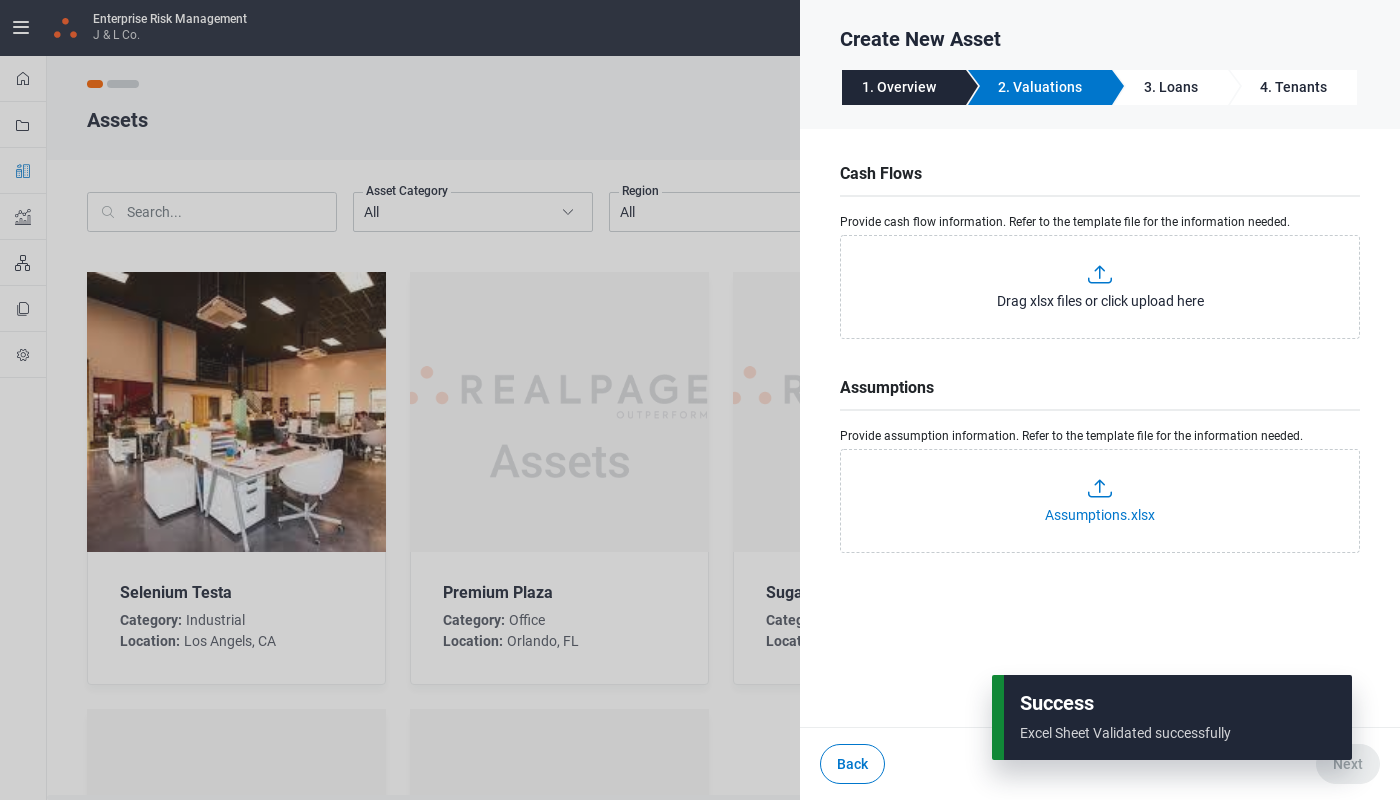 Enterprise Risk Management
J & L Co.
Assets
Search...
Asset Category
All
Region
All
REALPAGE
OUTPERFORM
Assets
Selenium Testa
Category: Industrial
Location: Los Angels, CA
Premium Plaza
Category: Office
Location: Orlando, FL
Create New Asset
1. Overview
2. Valuations
3. Loans
4. Tenants
Cash Flows
Provide cash flow information. Refer to the template file for the information needed.
Drag xlsx files or click upload here
Assumptions
Provide assumption information. Refer to the template file for the information needed.
Assumptions.xlsx
Success
Excel Sheet Validated successfully
Back
Next